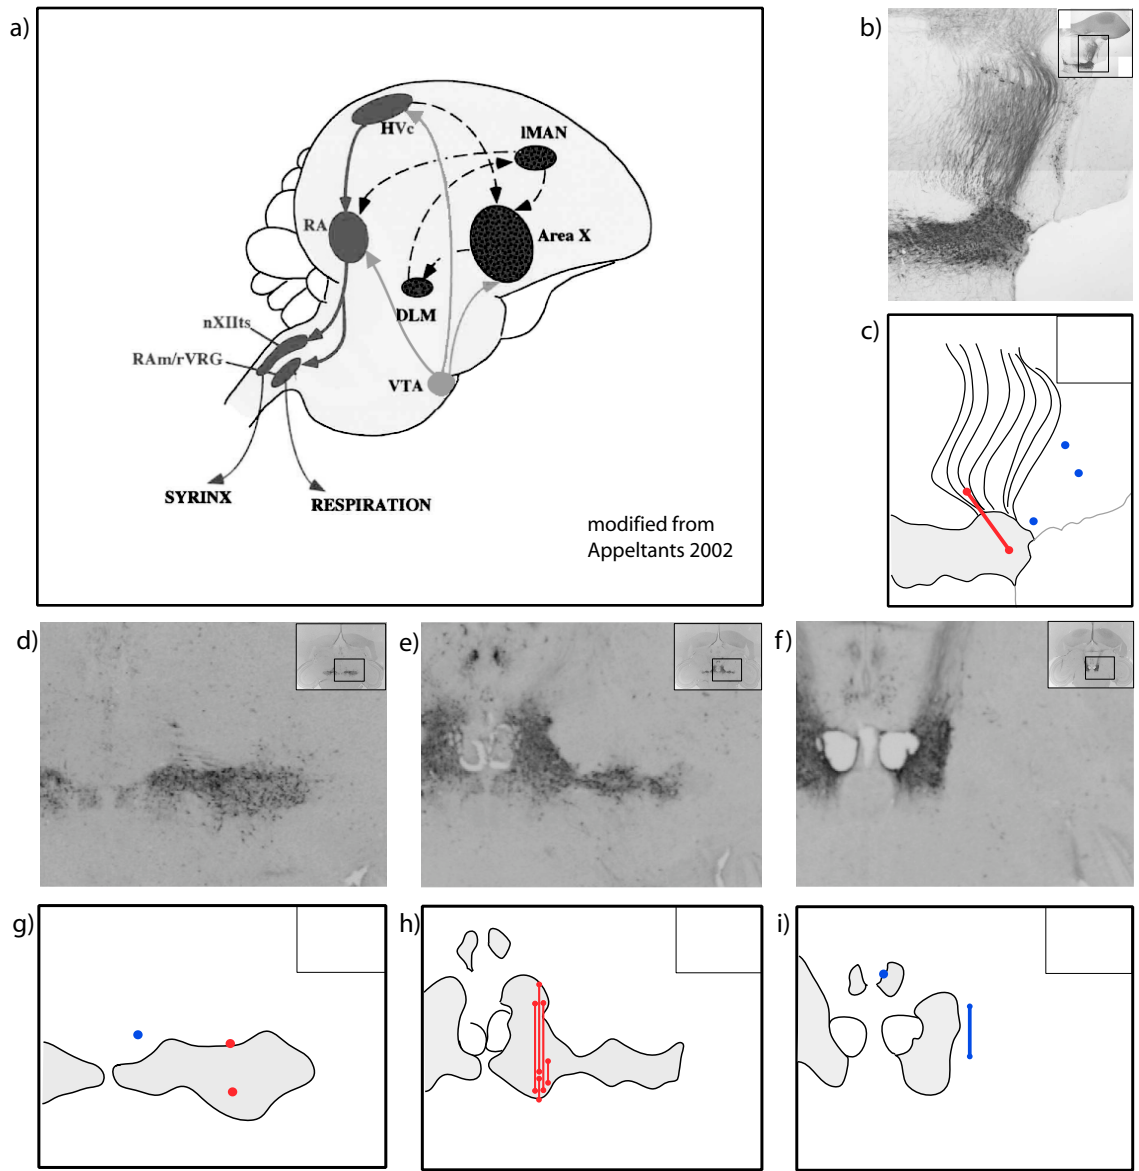 a)
HVc
lMAN
RA
Area X
DLM
nXIIts
RAm/rVRG
VTA
SYRINX
RESPIRATION
modified from
Appeltants 2002
b)
c)
d)
e)
f)
g)
h)
i)